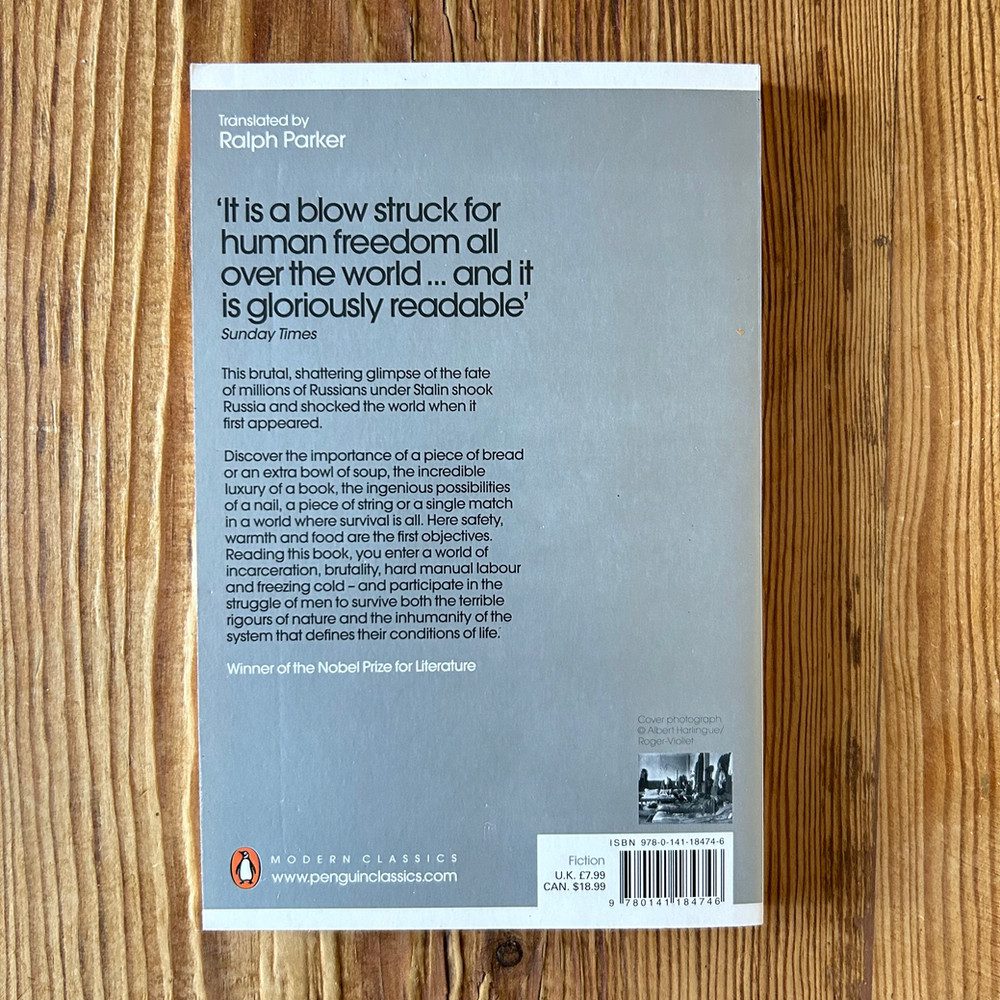 Translated by
Ralph Parker
‘It is a blow struck for
human freedom all
over the world ... and it
is gloriously readable’
Sunday Times
This brutal, shattering glimpse of the fate
of millions of Russians under Stalin shook
Russia and shocked the world when it
first appeared.
Discover the importance of a piece of bread
or an extra bowl of soup, the incredible
luxury of a book, the ingenious possibilities
of a nail, a piece of string or a single match
in a world where survival is all. Here safety,
warmth and food are the first objectives.
Reading this book, you enter a world of
incarceration, brutality, hard manual labour
and freezing cold – and participate in the
struggle of men to survive both the terrible
rigours of nature and the inhumanity of the
system that defines their conditions of life.
Winner of the Nobel Prize for Literature
Cover photograph
© Albert Harlingue/
Roger-Viollet
MODERN CLASSICS
www.penguinclassics.com
Fiction
U.K. £7.99
CAN. $18.99
ISBN 978-0-141-18474-6
9 780141 184746